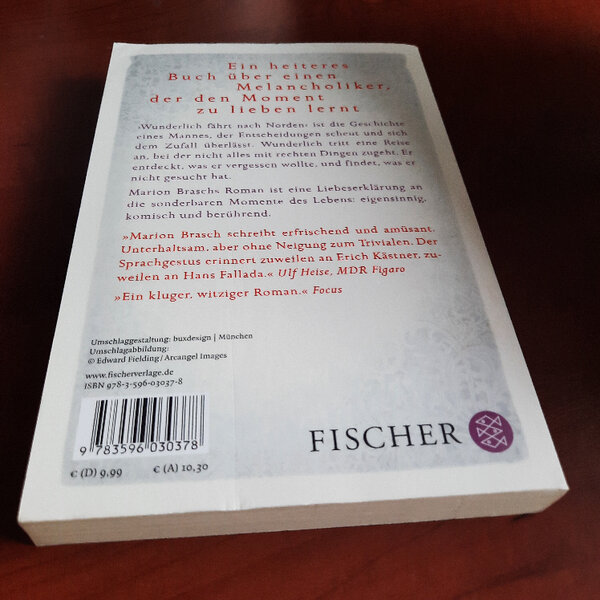 Ein heiteres
Buch über einen
Melancholiker,
der den Moment
zu lieben lernt
›Wunderlich fährt nach Norden‹ ist die Geschichte
eines Mannes, der Entscheidungen scheut und sich
dem Zufall überlässt. Wunderlich tritt eine Reise
an, bei der nicht alles mit rechten Dingen zugeht. Er
entdeckt, was er vergessen wollte, und findet, was er
nicht gesucht hat.
Marion Braschs Roman ist eine Liebeserklärung an
die sonderbaren Momente des Lebens: eigensinnig,
komisch und berührend.
»Marion Brasch schreibt erfrischend und amüsant.
Unterhaltsam, aber ohne Neigung zum Trivialen. Der
Sprachgestus erinnert zuweilen an Erich Kästner, zu-
weilen an Hans Fallada.« Ulf Heise, MDR Figaro
»Ein kluger, witziger Roman.« Focus
Umschlaggestaltung: buxdesign | München
Umschlagabbildung:
© Edward Fielding / Arcangel Images
www.fischerverlage.de
ISBN 978-3-596-03037-8
9 783596 030378
€ (D) 9,99 € (A) 10,30
FISCHER